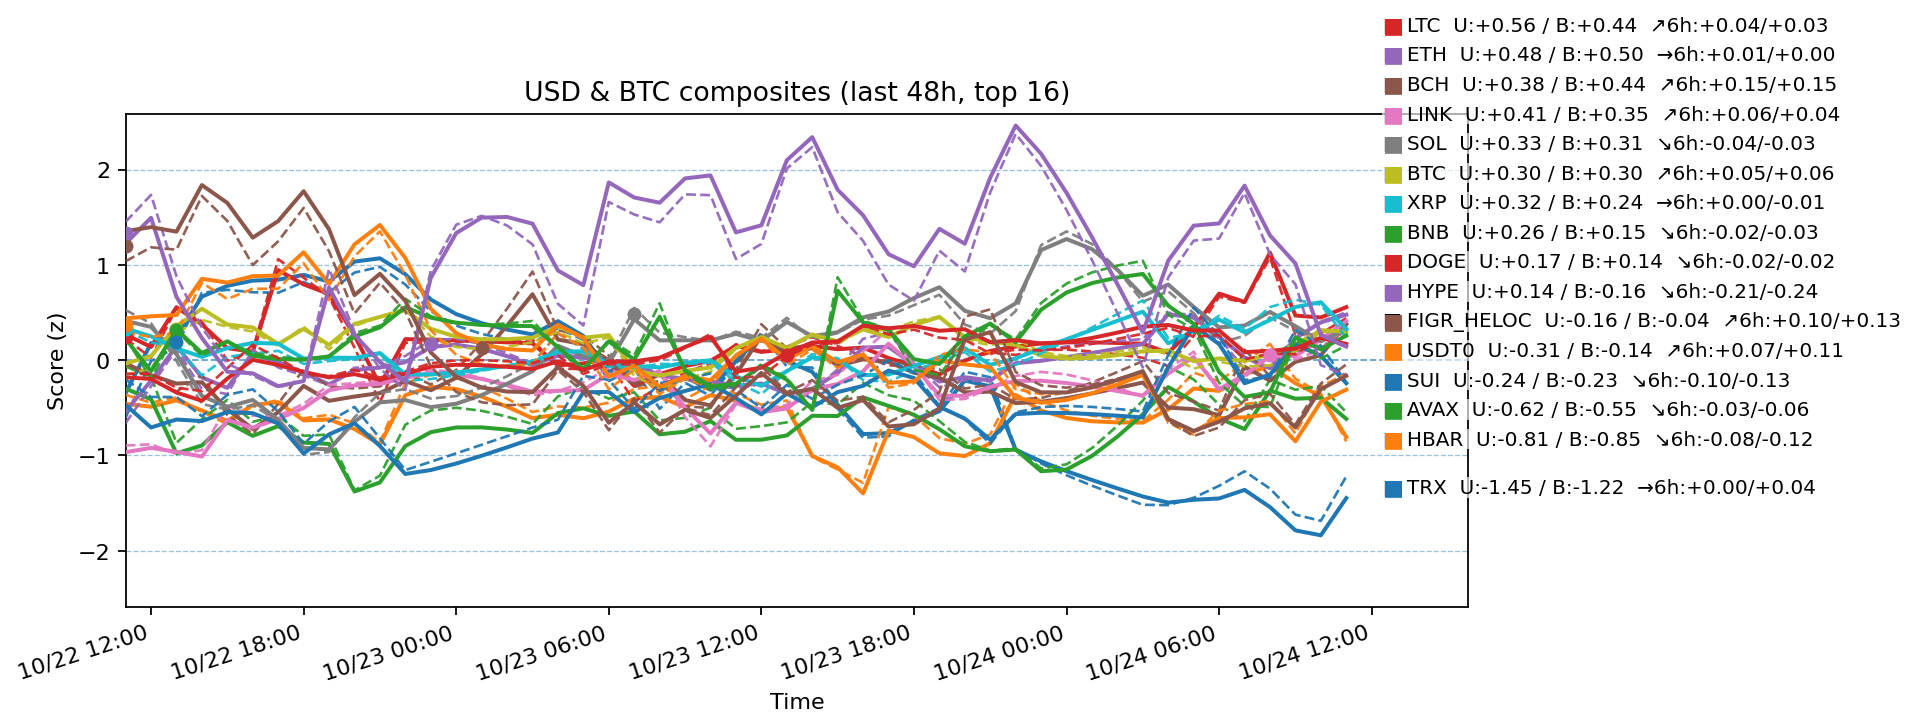 LTC  U:+0.56 / B:+0.44  ↗6h:+0.04/+0.03
ETH  U:+0.48 / B:+0.50  →6h:+0.01/+0.00
USD & BTC composites (last 48h, top 16)
BCH  U:+0.38 / B:+0.44  ↗6h:+0.15/+0.15
LINK  U:+0.41 / B:+0.35  ↗6h:+0.06/+0.04
SOL  U:+0.33 / B:+0.31  ↘6h:-0.04/-0.03
BTC  U:+0.30 / B:+0.30  ↗6h:+0.05/+0.06
XRP  U:+0.32 / B:+0.24  →6h:+0.00/-0.01
BNB  U:+0.26 / B:+0.15  ↘6h:-0.02/-0.03
DOGE  U:+0.17 / B:+0.14  ↘6h:-0.02/-0.02
HYPE  U:+0.14 / B:-0.16  ↘6h:-0.21/-0.24
FIGR_HELOC  U:-0.16 / B:-0.04  ↗6h:+0.10/+0.13
USDT0  U:-0.31 / B:-0.14  ↗6h:+0.07/+0.11
SUI  U:-0.24 / B:-0.23  ↘6h:-0.10/-0.13
AVAX  U:-0.62 / B:-0.55  ↘6h:-0.03/-0.06
HBAR  U:-0.81 / B:-0.85  ↘6h:-0.08/-0.12
TRX  U:-1.45 / B:-1.22  →6h:+0.00/+0.04
Score (z)
2
1
0
−1
−2
10/22 12:00
10/22 18:00
10/23 00:00
10/23 06:00
10/23 12:00
10/23 18:00
10/24 00:00
10/24 06:00
10/24 12:00
Time